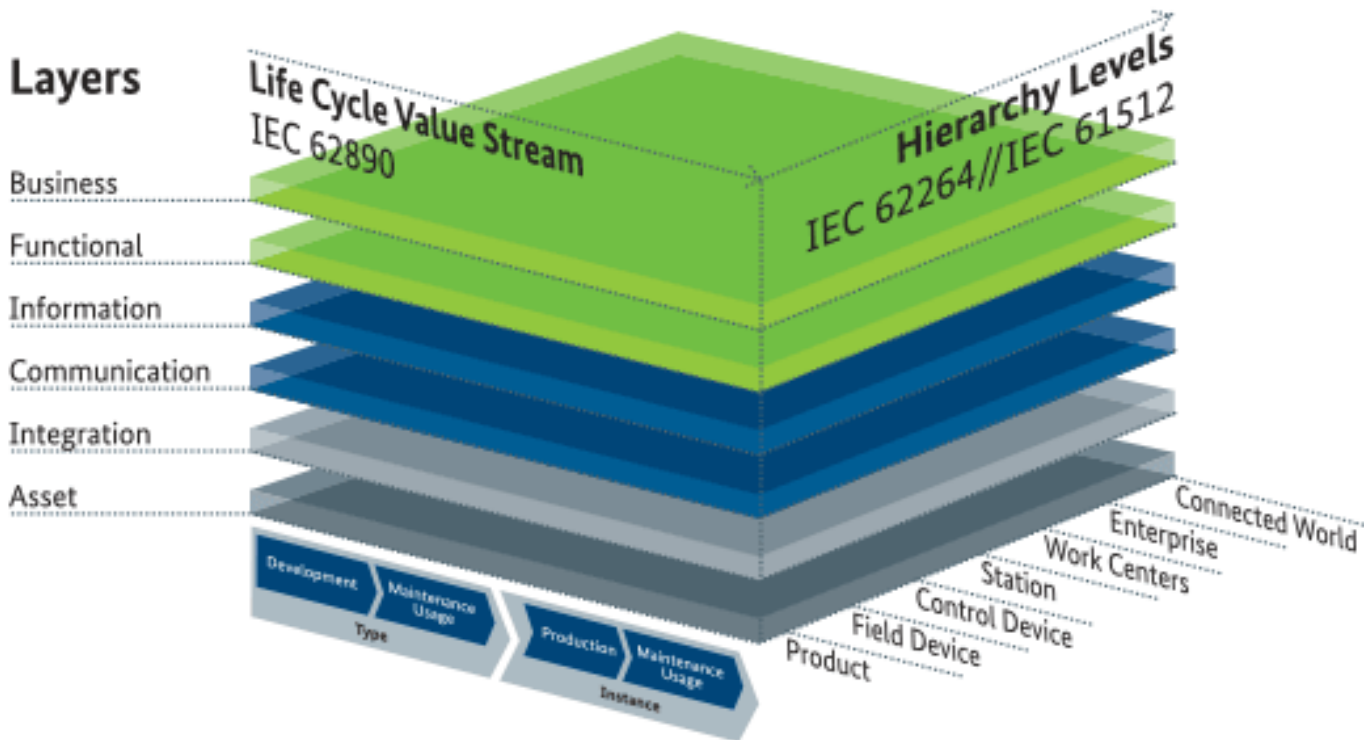 Layers
Life Cycle Value Stream
IEC 62890
Hierarchy Levels
IEC 62264//IEC 61512
Business
Functional
Information
Communication
Integration
Asset
Development
Maintenance
Usage
Type
Production
Maintenance
Usage
Instance
Connected World
Enterprise
Work Centers
Station
Control Device
Field Device
Product